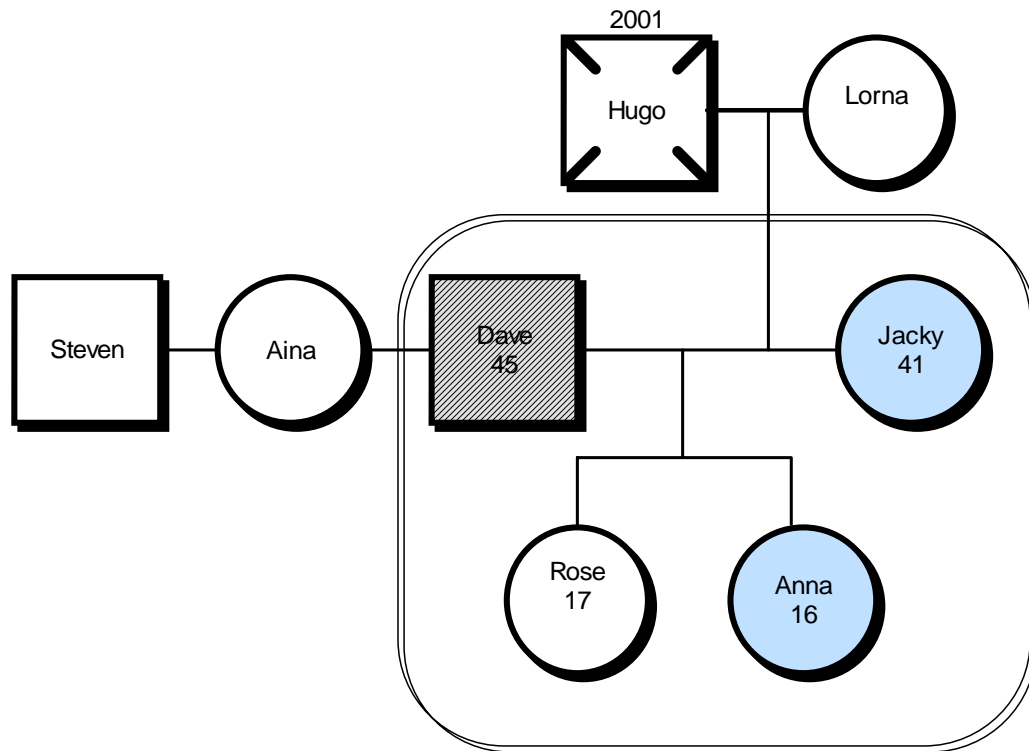 2001
Hugo
Lorna
Steven
Aina
Dave
45
Jacky
41
Rose
17
Anna
16